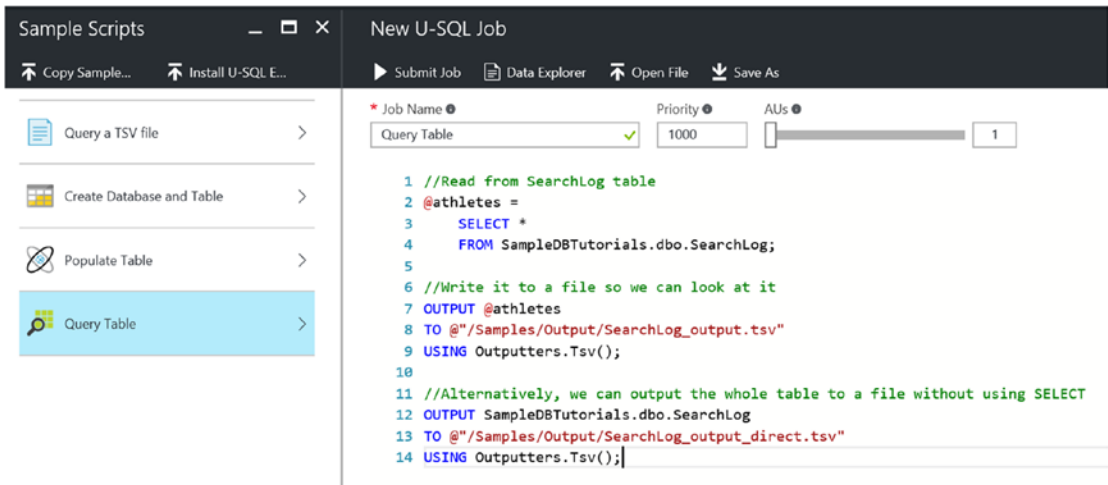 Sample Scripts
Copy Sample... Install U-SQL E...
Query a TSV file
Create Database and Table
Populate Table
Query Table
New U-SQL Job
Submit Job Data Explorer Open File Save As
* Job Name Priority AUs
Query Table 1000 1
1 //Read from SearchLog table
2 @athletes =
3 SELECT *
4 FROM SampleDBTutorials.dbo.SearchLog;
5
6 //Write it to a file so we can look at it
7 OUTPUT @athletes
8 TO @"/Samples/Output/SearchLog_output.tsv"
9 USING Outputters.Tsv();
10
11 //Alternatively, we can output the whole table to a file without using SELECT
12 OUTPUT SampleDBTutorials.dbo.SearchLog
13 TO @"/Samples/Output/SearchLog_output_direct.tsv"
14 USING Outputters.Tsv();